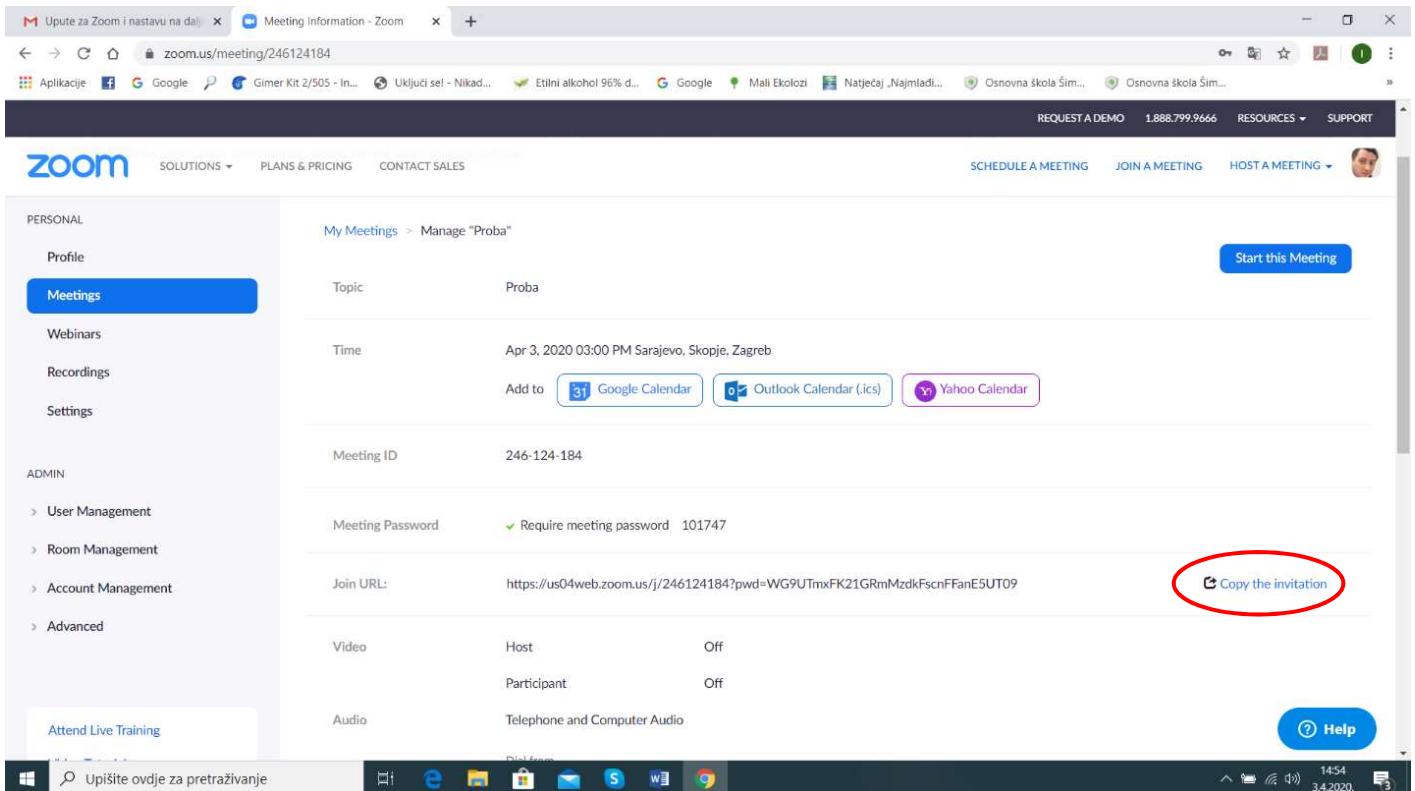 Upute za Zoom i nastavu na dalj
Meeting Information - Zoom
zoom.us/meeting/246124184
Aplikacije Google Gimer Kit 2/505 - In... Uključi se! - Nikad... Etilni alkohol 96% d... Google Mali Ekolozi Natječaj „Najmlađi... Osnovna škola Šim... Osnovna škola Šim... »
REQUEST A DEMO 1.888.799.9666 RESOURCES SUPPORT
zoom SOLUTIONS PLANS & PRICING CONTACT SALES SCHEDULE A MEETING JOIN A MEETING HOST A MEETING
PERSONAL
Profile
Meetings
Webinars
Recordings
Settings
ADMIN
User Management
Room Management
Account Management
Advanced
Attend Live Training
My Meetings > Manage "Proba"
Start this Meeting
Topic Proba
Time Apr 3, 2020 03:00 PM Sarajevo, Skopje, Zagreb
Add to 31 Google Calendar Outlook Calendar (.ics) Yahoo Calendar
Meeting ID 246-124-184
Meeting Password Require meeting password 101747
Join URL: https://us04web.zoom.us/j/246124184?pwd=WG9UTmxFK21GRmMzdkFscnFFanE5UT09 Copy the invitation
Video Host Off
Participant Off
Audio Telephone and Computer Audio
Help
Upišite ovdje za pretraživanje
14:54
3.4.2020.
3